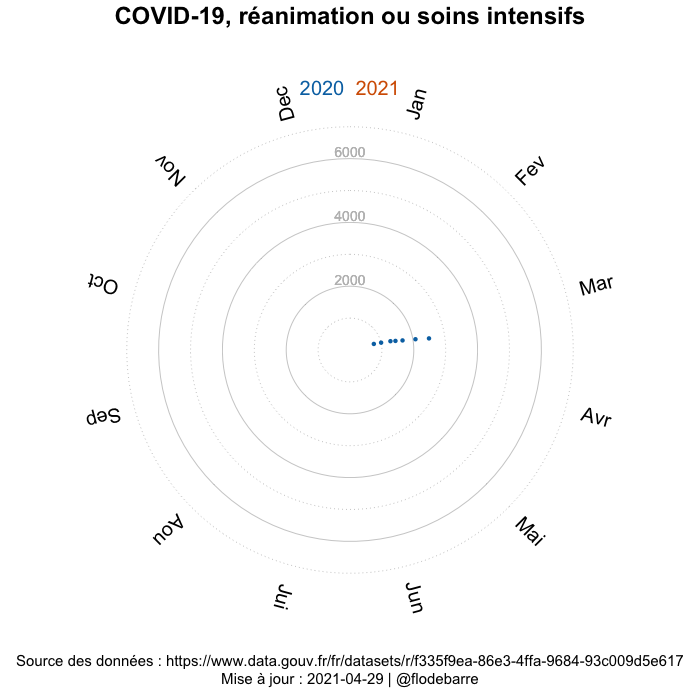 COVID-19, réanimation ou soins intensifs
2020 2021
Jan
Fev
Mar
Avr
Mai
Jun
Jui
Aou
Sep
Oct
Nov
Dec
6000
4000
2000
Source des données : https://www.data.gouv.fr/fr/datasets/r/f335f9ea-86e3-4ffa-9684-93c009d5e617
Mise à jour : 2021-04-29 | @flodebarre